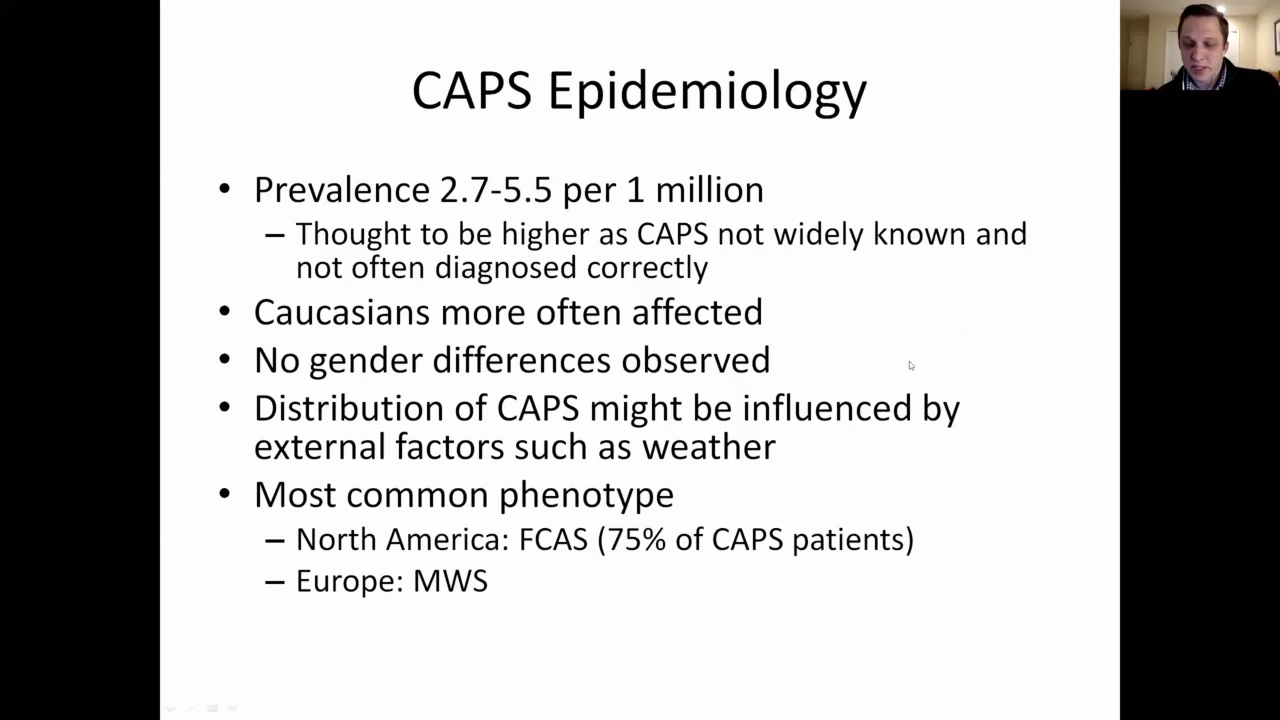 CAPS Epidemiology
• Prevalence 2.7-5.5 per 1 million
– Thought to be higher as CAPS not widely known and
not often diagnosed correctly
• Caucasians more often affected
• No gender differences observed
• Distribution of CAPS might be influenced by
external factors such as weather
• Most common phenotype
– North America: FCAS (75% of CAPS patients)
– Europe: MWS